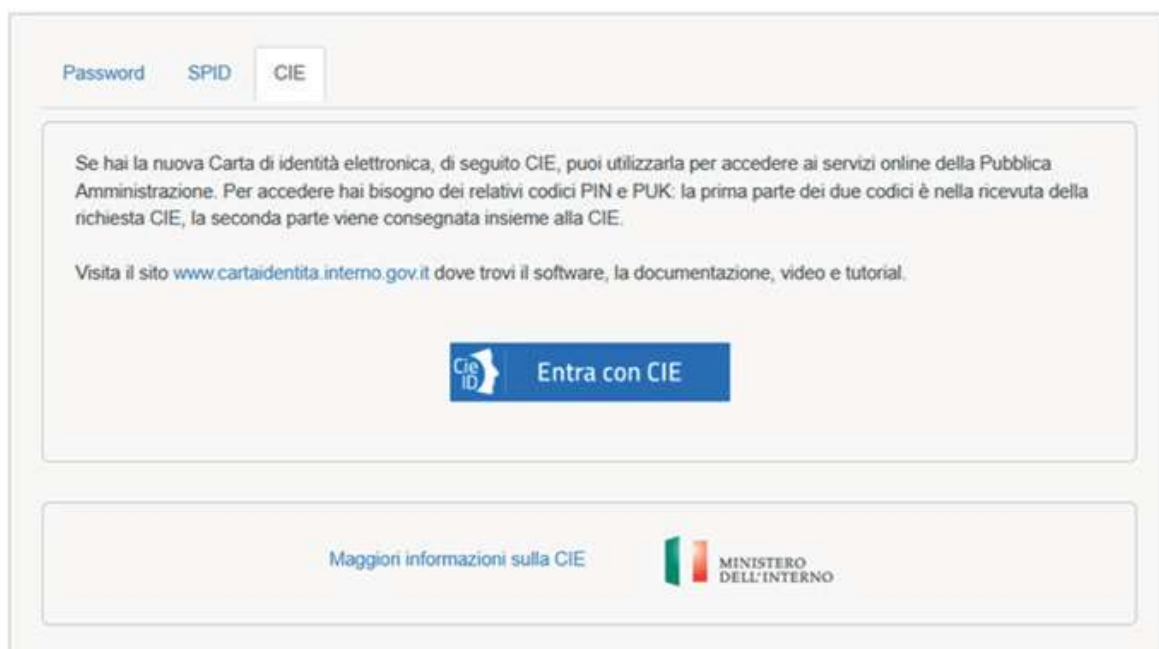 Password SPID CIE
Se hai la nuova Carta di identità elettronica, di seguito CIE, puoi utilizzarla per accedere ai servizi online della Pubblica
Amministrazione. Per accedere hai bisogno dei relativi codici PIN e PUK: la prima parte dei due codici è nella ricevuta della
richiesta CIE, la seconda parte viene consegnata insieme alla CIE.
Visita il sito www.cartaidentita.interno.gov.it dove trovi il software, la documentazione, video e tutorial.
Cie
ID
Entra con CIE
Maggiori informazioni sulla CIE
MINISTERO
DELL'INTERNO